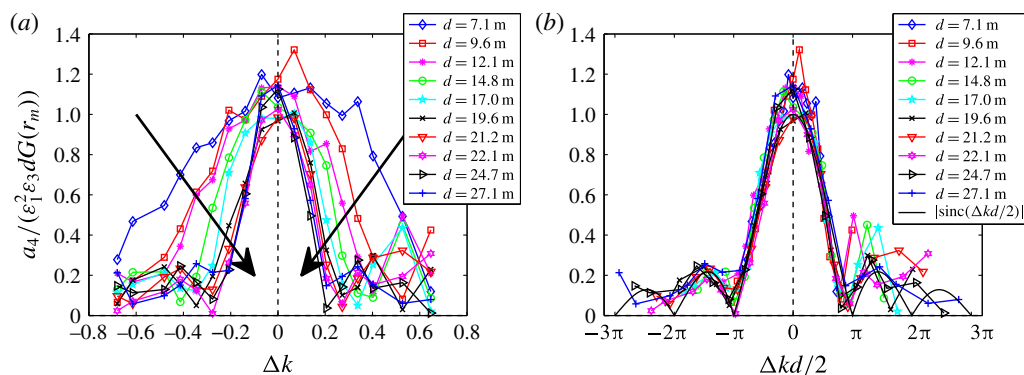 (a)
1.4
1.2
1.0
0.8
0.6
0.4
0.2
0
a₄/(ε₁²ε₃dG(rₘ))
−0.8 −0.6 −0.4 −0.2 0 0.2 0.4 0.6 0.8
Δk
d = 7.1 m
d = 9.6 m
d = 12.1 m
d = 14.8 m
d = 17.0 m
d = 19.6 m
d = 21.2 m
d = 22.1 m
d = 24.7 m
d = 27.1 m
(b)
1.4
1.2
1.0
0.8
0.6
0.4
0.2
0
−3π −2π −π 0 π 2π 3π
Δkd/2
d = 7.1 m
d = 9.6 m
d = 12.1 m
d = 14.8 m
d = 17.0 m
d = 19.6 m
d = 21.2 m
d = 22.1 m
d = 24.7 m
d = 27.1 m
|sinc(Δkd/2)|